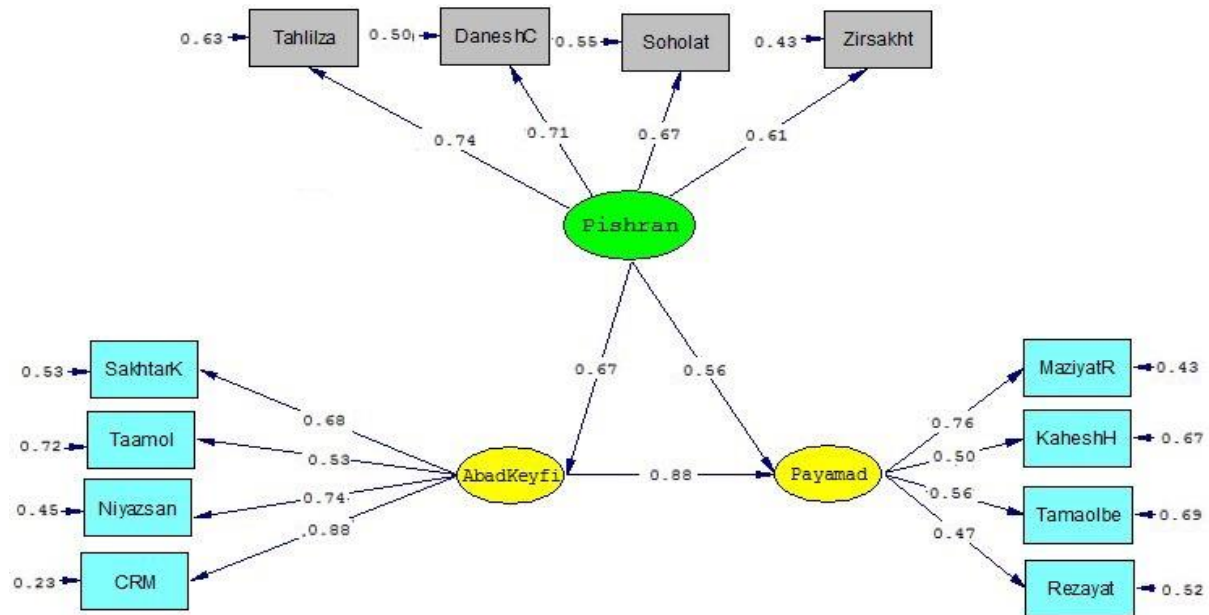 0.63 Tahlilza 0.50 DaneshC 0.55 Soholat 0.43 Zirsakht
0.74 0.71 0.67 0.61
Pishran
0.67 0.56
0.53 SakhtarK 0.68
0.72 Taamol 0.53
0.45 Niyazsan 0.74
0.23 CRM 0.88
AbadKeyfi 0.88 Payamad
0.76 MaziyatR 0.43
0.50 KaheshH 0.67
0.56 Tamaolbe 0.69
0.47 Rezayat 0.52